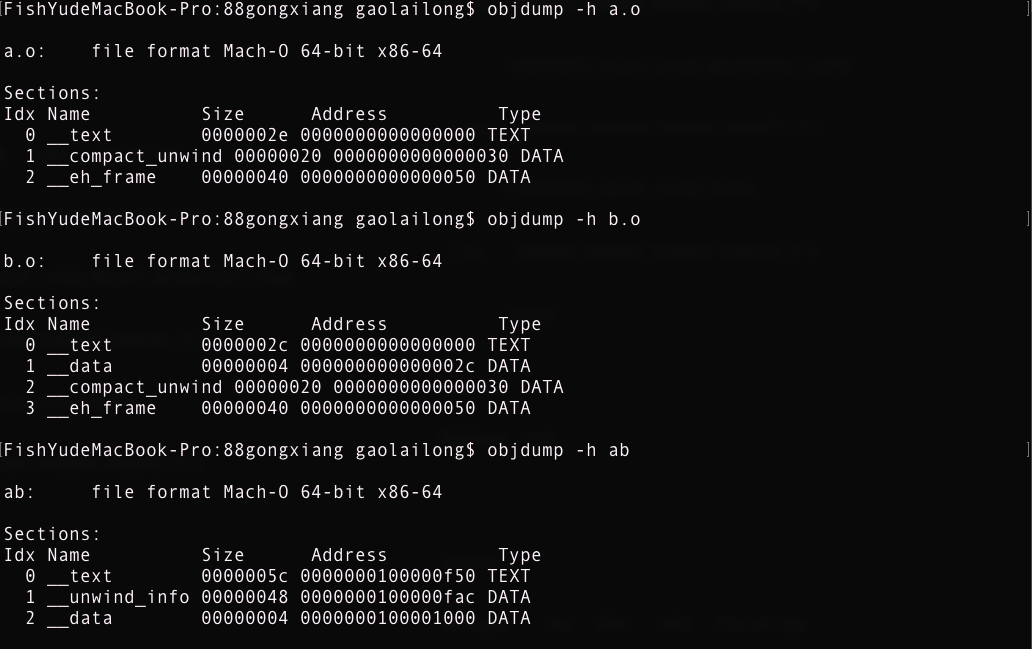 [FishYudeMacBook-Pro:88gongxiang gaolailong$ objdump -h a.o ]
a.o:     file format Mach-O 64-bit x86-64
Sections:
Idx Name          Size      Address          Type
  0 __text        0000002e 0000000000000000 TEXT
  1 __compact_unwind 00000020 0000000000000030 DATA
  2 __eh_frame    00000040 0000000000000050 DATA
[FishYudeMacBook-Pro:88gongxiang gaolailong$ objdump -h b.o ]
b.o:     file format Mach-O 64-bit x86-64
Sections:
Idx Name          Size      Address          Type
  0 __text        0000002c 0000000000000000 TEXT
  1 __data        00000004 000000000000002c DATA
  2 __compact_unwind 00000020 0000000000000030 DATA
  3 __eh_frame    00000040 0000000000000050 DATA
[FishYudeMacBook-Pro:88gongxiang gaolailong$ objdump -h ab ]
ab:     file format Mach-O 64-bit x86-64
Sections:
Idx Name          Size      Address          Type
  0 __text        0000005c 0000000100000f50 TEXT
  1 __unwind_info 00000048 0000000100000fac DATA
  2 __data        00000004 0000000100001000 DATA